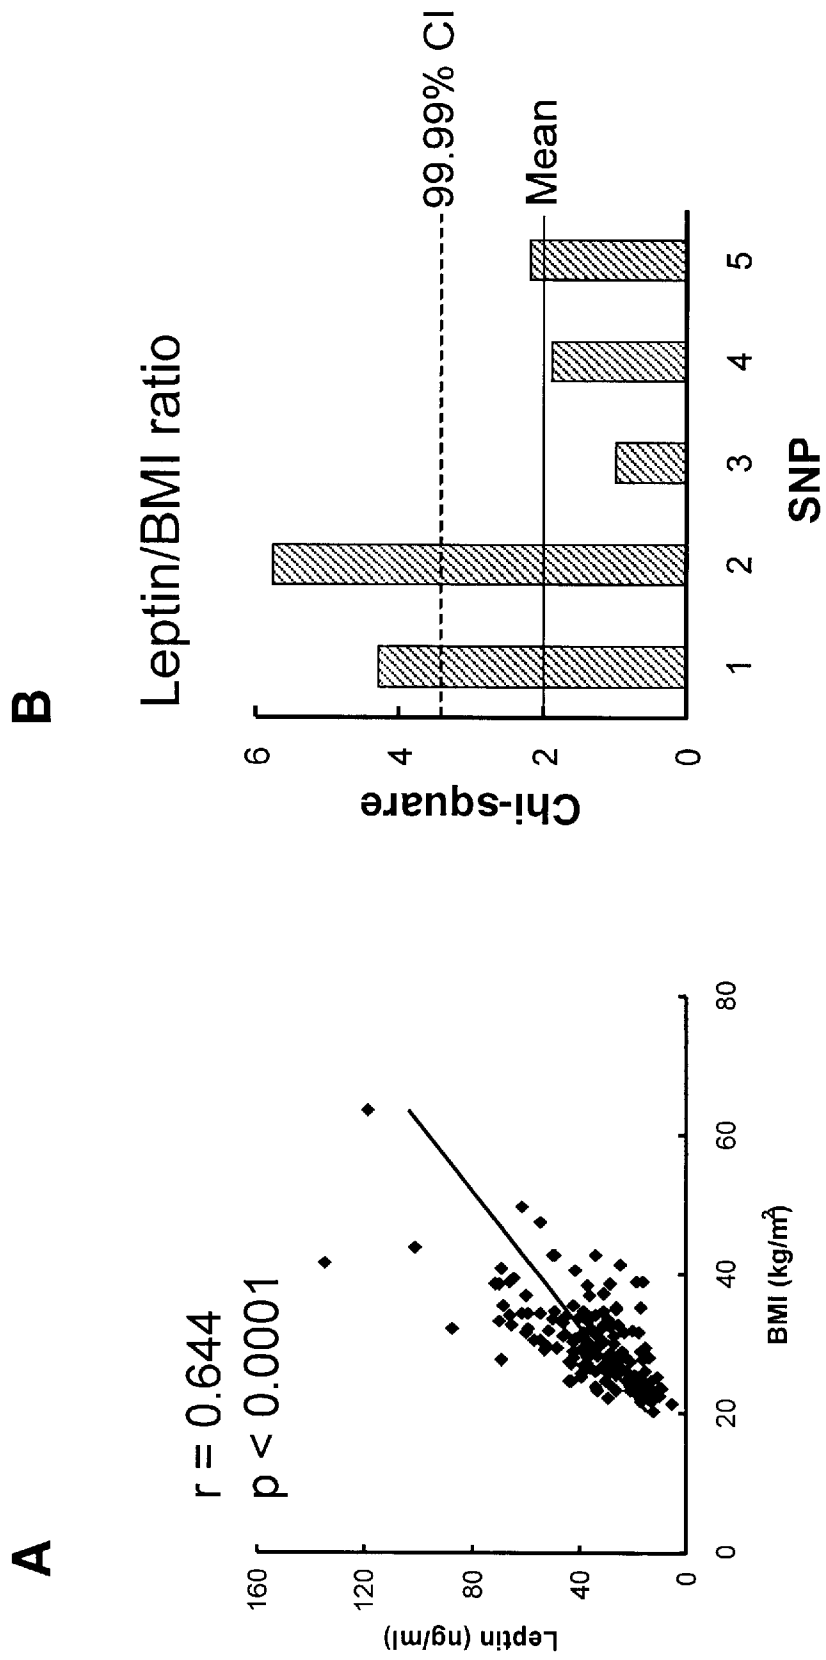 A
r = 0.644
p < 0.0001
Leptin (ng/ml)
160
120
80
40
0
0
20
40
60
80
BMI (kg/m²)
B
Leptin/BMI ratio
Chi-square
6
4
2
0
99.99% CI
Mean
1
2
3
4
5
SNP